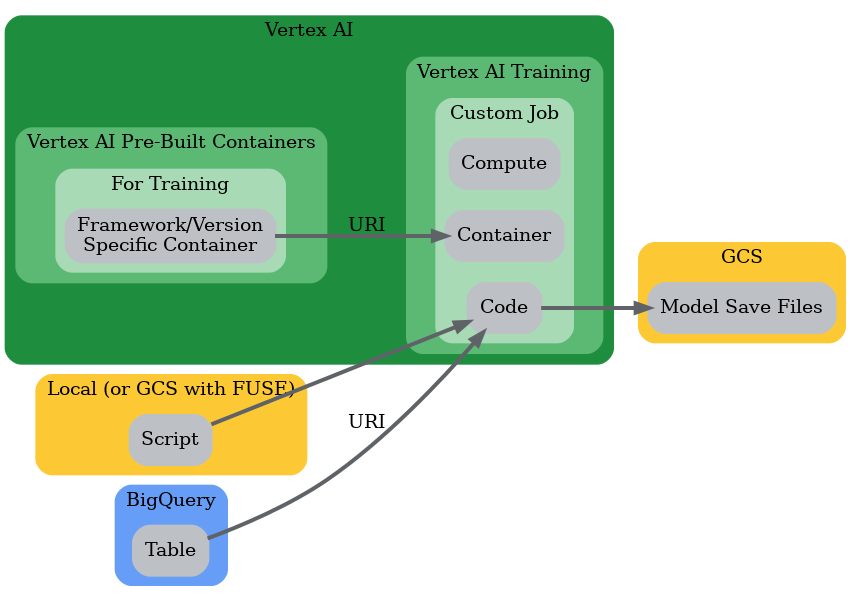 Vertex AI
Vertex AI Training
Custom Job
Compute
Vertex AI Pre-Built Containers
For Training
Framework/Version
Specific Container
URI
Container
GCS
Code
Model Save Files
Local (or GCS with FUSE)
Script
URI
BigQuery
Table